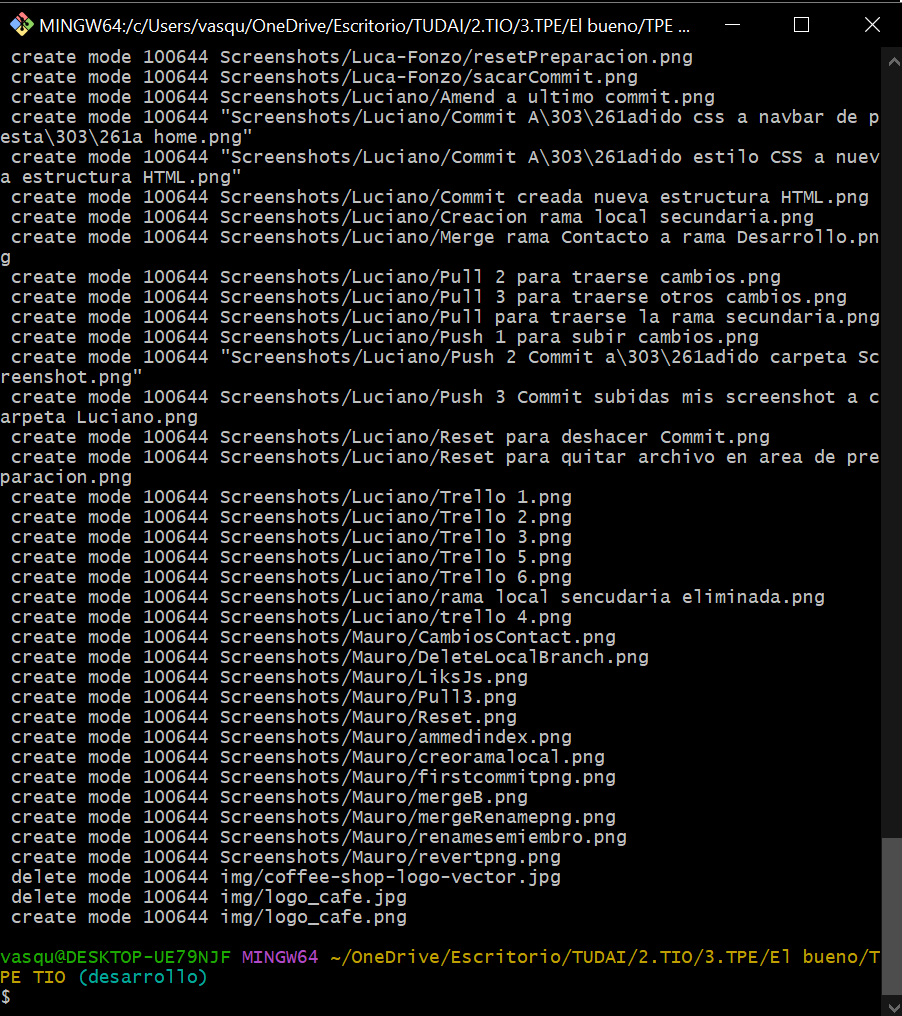 MINGW64:/c/Users/vasqu/OneDrive/Escritorio/TUDAI/2.TIO/3.TPE/El bueno/TPE ...
create mode 100644 Screenshots/Luca-Fonzo/resetPreparacion.png
create mode 100644 Screenshots/Luca-Fonzo/sacarCommit.png
create mode 100644 Screenshots/Luciano/Amend a ultimo commit.png
create mode 100644 "Screenshots/Luciano/Commit A\303\261adido css a navbar de p
esta\303\261a home.png"
create mode 100644 "Screenshots/Luciano/Commit A\303\261adido estilo CSS a nuev
a estructura HTML.png"
create mode 100644 Screenshots/Luciano/Commit creada nueva estructura HTML.png
create mode 100644 Screenshots/Luciano/Creacion rama local secundaria.png
create mode 100644 Screenshots/Luciano/Merge rama Contacto a rama Desarrollo.pn
g
create mode 100644 Screenshots/Luciano/Pull 2 para traerse cambios.png
create mode 100644 Screenshots/Luciano/Pull 3 para traerse otros cambios.png
create mode 100644 Screenshots/Luciano/Pull para traerse la rama secundaria.png
create mode 100644 Screenshots/Luciano/Push 1 para subir cambios.png
create mode 100644 "Screenshots/Luciano/Push 2 Commit a\303\261adido carpeta Sc
reenshot.png"
create mode 100644 Screenshots/Luciano/Push 3 Commit subidas mis screenshot a c
arpeta Luciano.png
create mode 100644 Screenshots/Luciano/Reset para deshacer Commit.png
create mode 100644 Screenshots/Luciano/Reset para quitar archivo en area de pre
paracion.png
create mode 100644 Screenshots/Luciano/Trello 1.png
create mode 100644 Screenshots/Luciano/Trello 2.png
create mode 100644 Screenshots/Luciano/Trello 3.png
create mode 100644 Screenshots/Luciano/Trello 5.png
create mode 100644 Screenshots/Luciano/Trello 6.png
create mode 100644 Screenshots/Luciano/rama local sencudaria eliminada.png
create mode 100644 Screenshots/Luciano/trello 4.png
create mode 100644 Screenshots/Mauro/CambiosContact.png
create mode 100644 Screenshots/Mauro/DeleteLocalBranch.png
create mode 100644 Screenshots/Mauro/LiksJs.png
create mode 100644 Screenshots/Mauro/Pull3.png
create mode 100644 Screenshots/Mauro/Reset.png
create mode 100644 Screenshots/Mauro/ammedindex.png
create mode 100644 Screenshots/Mauro/creoramalocal.png
create mode 100644 Screenshots/Mauro/firstcommitpng.png
create mode 100644 Screenshots/Mauro/mergeB.png
create mode 100644 Screenshots/Mauro/mergeRenamepng.png
create mode 100644 Screenshots/Mauro/renamesemiembro.png
create mode 100644 Screenshots/Mauro/revertpng.png
delete mode 100644 img/coffee-shop-logo-vector.jpg
delete mode 100644 img/logo_cafe.jpg
create mode 100644 img/logo_cafe.png
vasqu@DESKTOP-UE79NJF MINGW64 ~/OneDrive/Escritorio/TUDAI/2.TIO/3.TPE/El bueno/T
PE TIO (desarrollo)
$